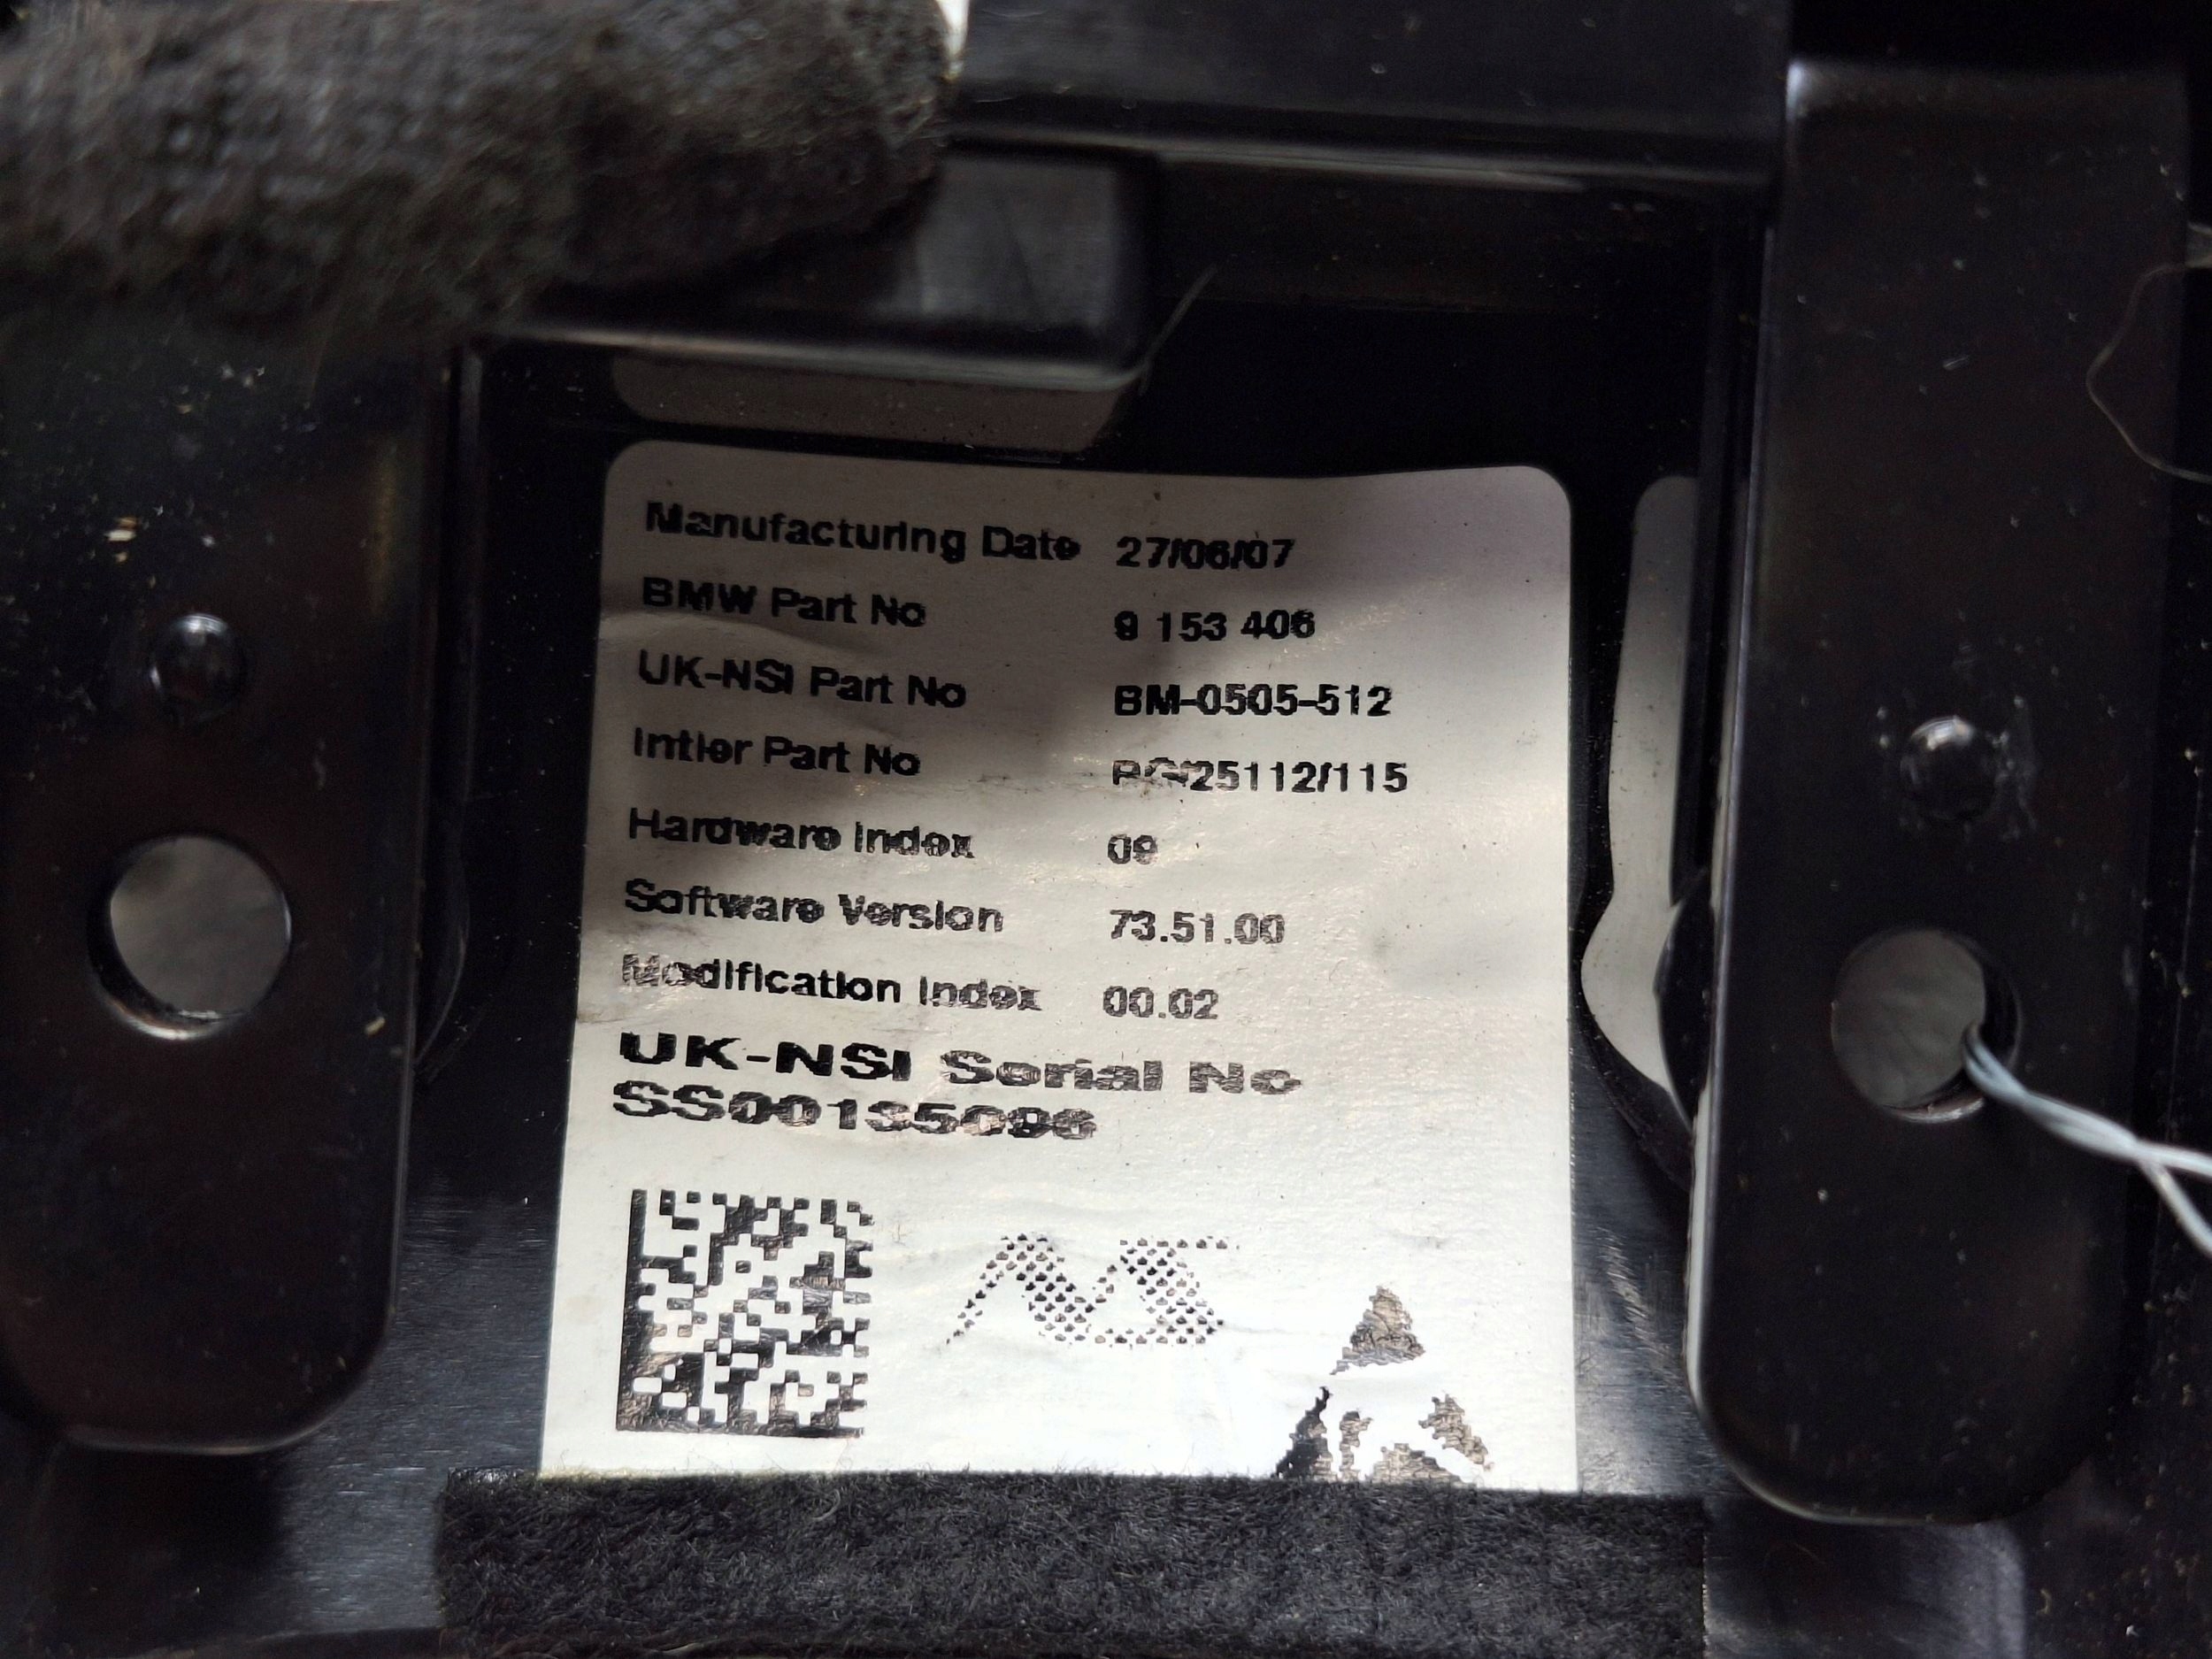 Manufacturing Date 27/06/07
BMW Part No 9 153 406
UK-NSI Part No BM-0505-512
Intier Part No
Hardware Index 09
Software Version 73.51.00
Modification Index 00.02
UK-NSI Serial No
SS00135096